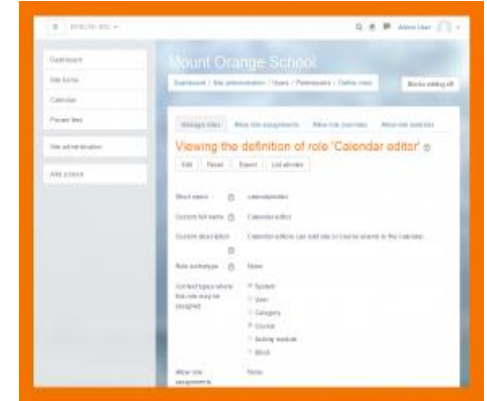 Admin User
Dashboard
Site home
Calendar
Private files
Site administration
Add a block
Mount Orange School
Dashboard / Site administration / Users / Permissions / Define roles
Blocks editing off
Manage roles
Allow role assignments
Allow role overrides
Allow role switches
Viewing the definition of role 'Calendar editor'
Edit
Reset
Export
List all roles
Short name
calendareditor
Custom full name
Calendar editor
Custom description
Calendar editors can add site or course events to the calendar.
Role archetype
None
Context types where
this role may be
assigned
System
User
Category
Course
Activity module
Block
Allow role
assignments
None